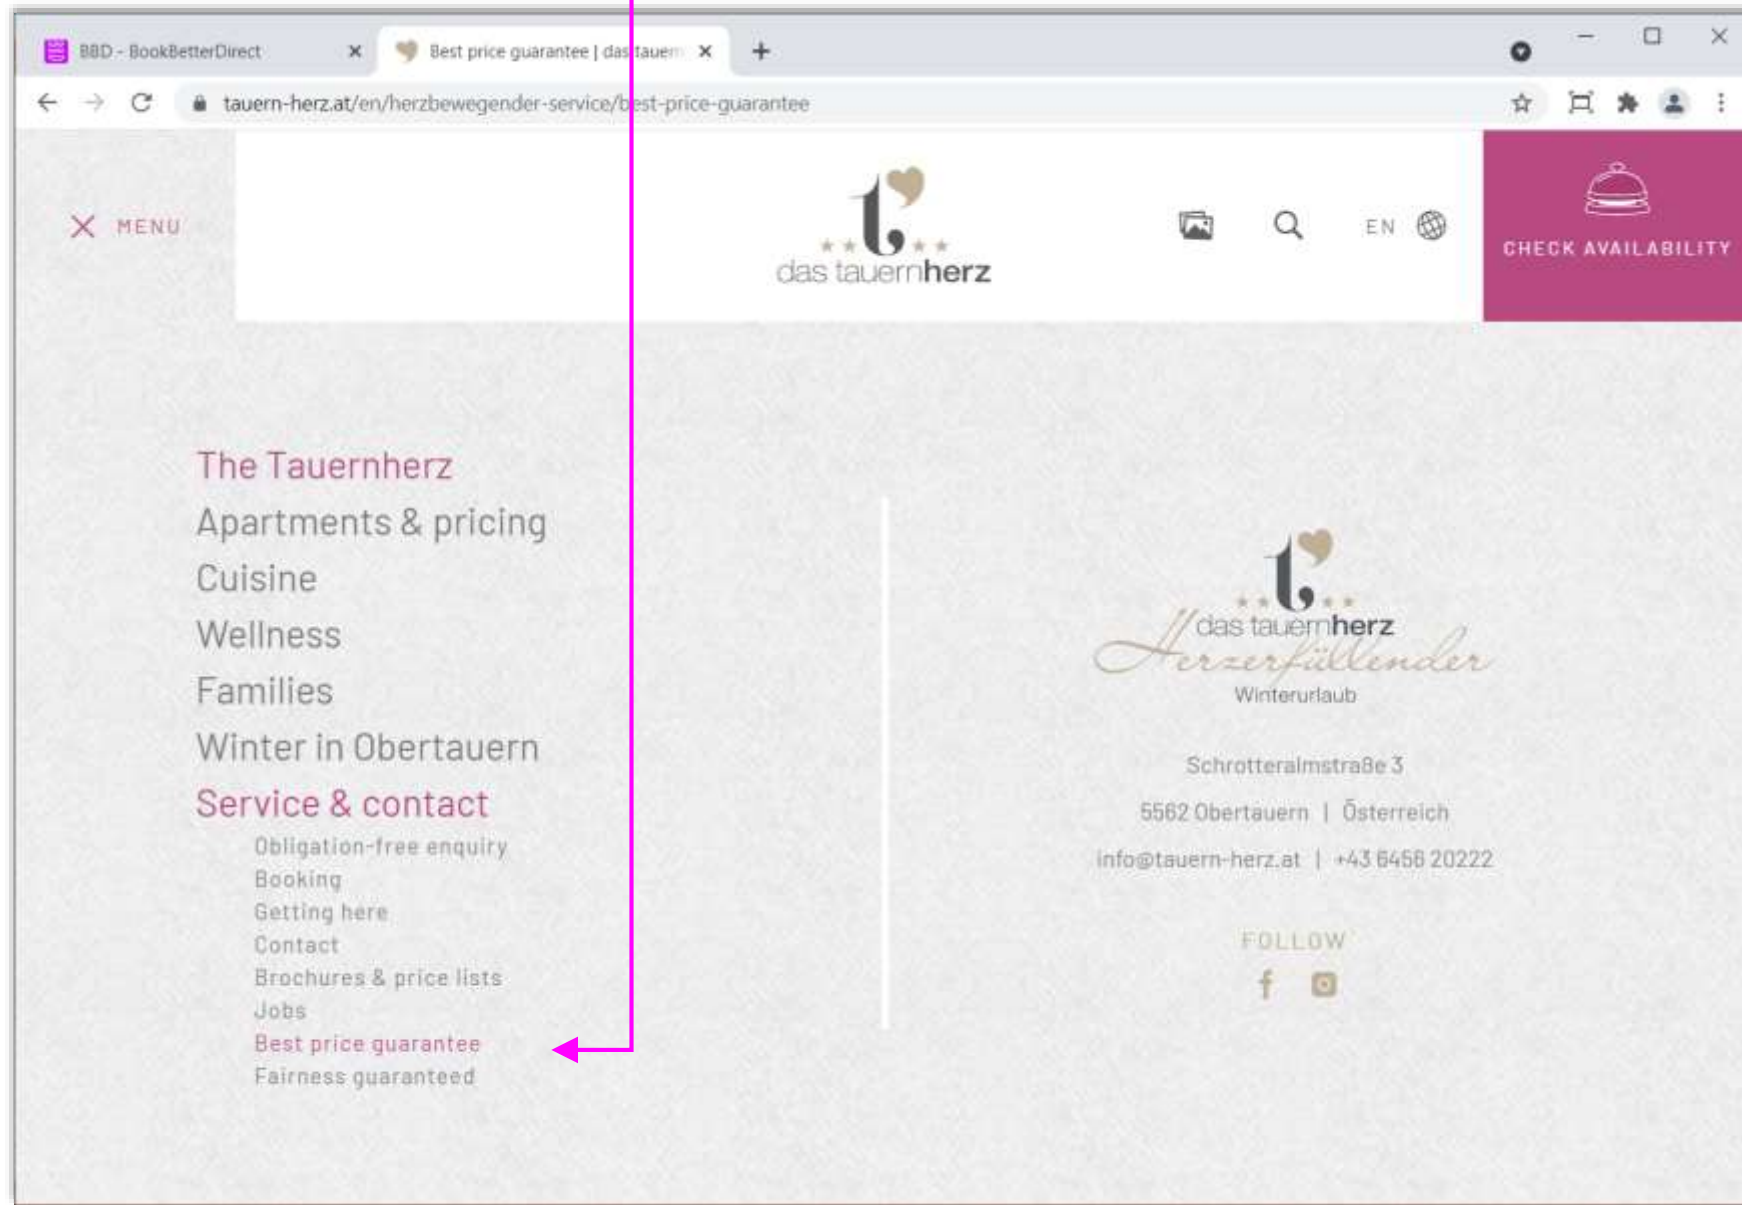 BBD - BookBetterDirect
Best price guarantee | das tauern
tauern-herz.at/en/herzbewegender-service/best-price-guarantee
MENU
t
das tauernherz
EN
CHECK AVAILABILITY
The Tauernherz
Apartments & pricing
Cuisine
Wellness
Families
Winter in Obertauern
Service & contact
Obligation-free enquiry
Booking
Getting here
Contact
Brochures & price lists
Jobs
Best price guarantee
Fairness guaranteed
t
das tauernherz
Herzerfüllender
Winterurlaub
Schrotteralmstraße 3
5562 Obertauern | Österreich
info@tauern-herz.at | +43 6456 20222
FOLLOW